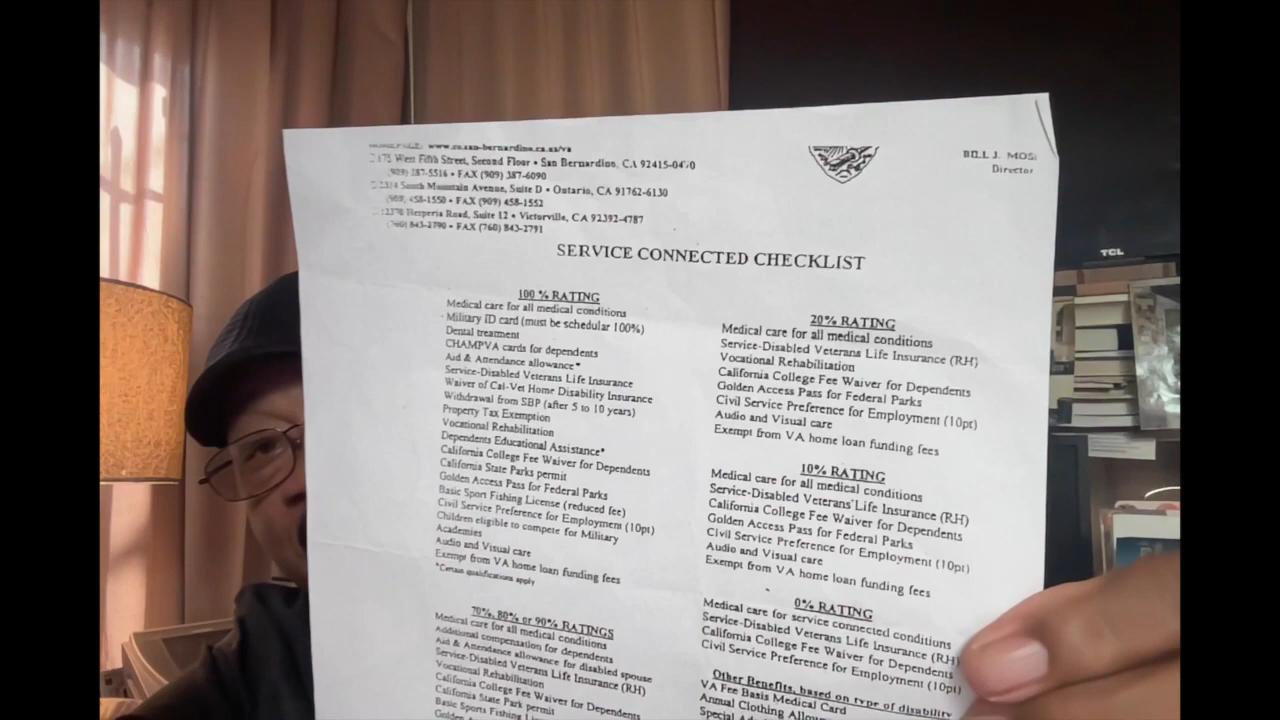 www.co.san-bernardino.ca.us/va
175 West Fifth Street, Second Floor • San Bernardino, CA 92415-0470
(909) 387-5516 • FAX (909) 387-6090
South Mountain Avenue, Suite D • Ontario, CA 91762-6130
(909) 458-1550 • FAX (909) 458-1552
12370 Hesperia Road, Suite 12 • Victorville, CA 92392-4787
(760) 843-2790 • FAX (760) 843-2791
BILL J. MOS
Director
TCL
SERVICE CONNECTED CHECKLIST
100 % RATING
Medical care for all medical conditions
Military ID card (must be schedular 100%)
Dental treatment
CHAMPVA cards for dependents
Aid & Attendance allowance*
Service-Disabled Veterans Life Insurance
Waiver of Cal-Vet Home Disability Insurance
Withdrawal from SBP (after 5 to 10 years)
Property Tax Exemption
Vocational Rehabilitation
Dependents Educational Assistance*
California College Fee Waiver for Dependents
California State Parks permit
Golden Access Pass for Federal Parks
Basic Sport Fishing License (reduced fee)
Civil Service Preference for Employment (10pt)
Children eligible to compete for Military
Academies
Audio and Visual care
Exempt from VA home loan funding fees
*Certain qualifications apply
70%, 80% or 90% RATINGS
Medical care for all medical conditions
Additional compensation for dependents
Aid & Attendance allowance for disabled spouse
Service-Disabled Veterans Life Insurance (RH)
Vocational Rehabilitation
California College Fee Waiver for Dependents
California State Park permit
Basic Sports Fishing
Golden
20% RATING
Medical care for all medical conditions
Service-Disabled Veterans Life Insurance (RH)
Vocational Rehabilitation
California College Fee Waiver for Dependents
Golden Access Pass for Federal Parks
Civil Service Preference for Employment (10pt)
Audio and Visual care
Exempt from VA home loan funding fees
10% RATING
Medical care for all medical conditions
Service-Disabled Veterans' Life Insurance (RH)
California College Fee Waiver for Dependents
Golden Access Pass for Federal Parks
Civil Service Preference for Employment (10pt)
Audio and Visual care
Exempt from VA home loan funding fees
0% RATING
Medical care for service connected conditions
Service-Disabled Veterans Life Insurance (RH)
California College Fee Waiver for Dependents
Civil Service Preference for Employment (10pt)
Other Benefits, based on type of disability
VA Fee Basis Medical Card
Annual Clothing
Special